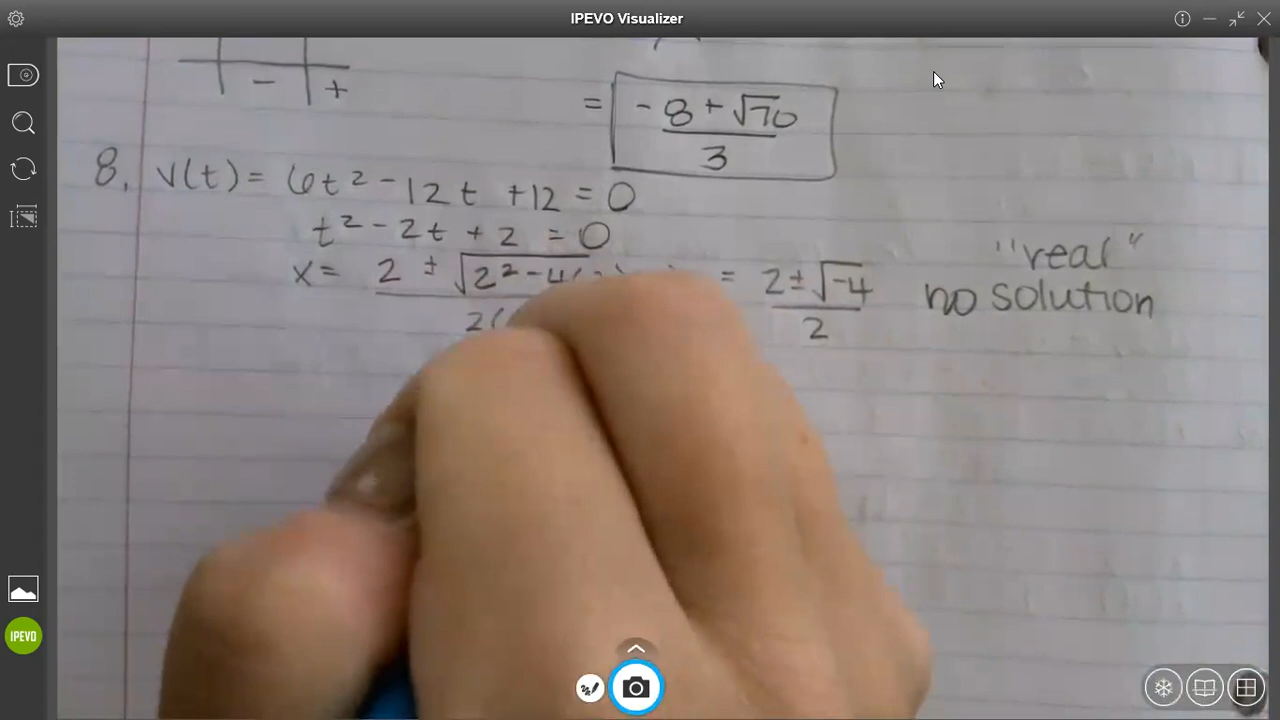 IPEVO Visualizer
- +
= -8 + √70 / 3
8. v(t) = 6t² - 12t + 12 = 0
t² - 2t + 2 = 0
"real"
x = 2 ± √2² - 4( = 2 ± √-4 / 2 no solution
2(
IPEVO